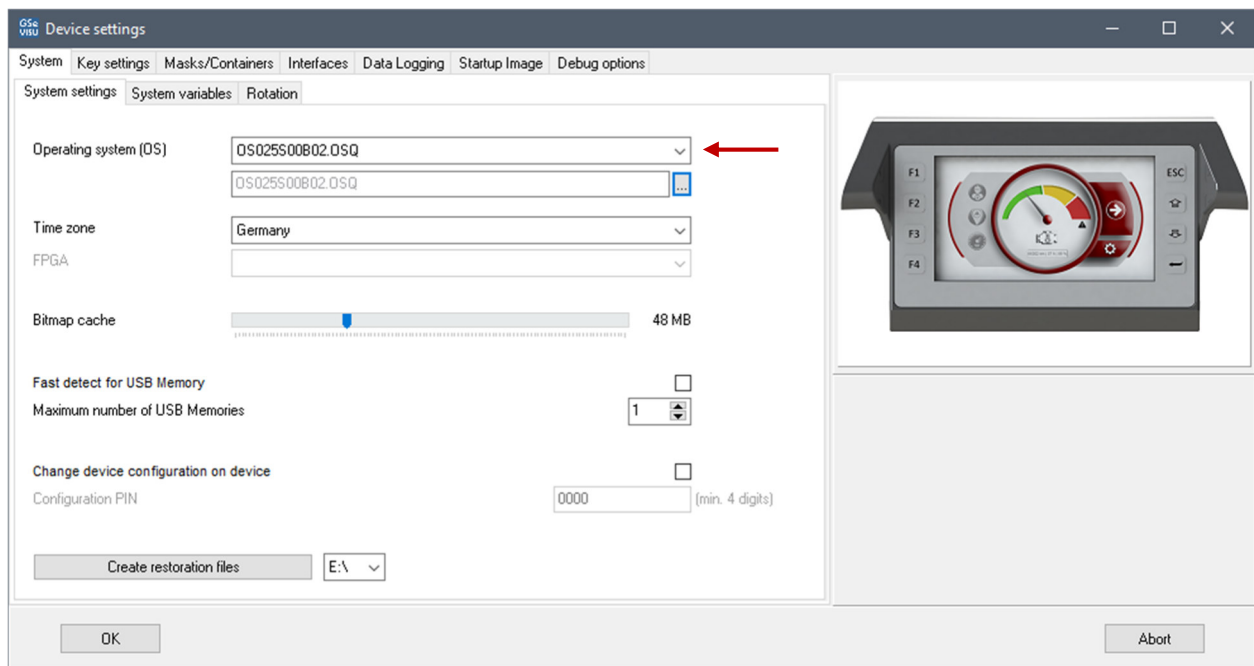 GSe VISU Device settings
System Key settings Masks/Containers Interfaces Data Logging Startup Image Debug options
System settings System variables Rotation
Operating system (OS) OS025S00B02.OSQ
OS025S00B02.OSQ ...
Time zone Germany
FPGA
Bitmap cache 48 MB
Fast detect for USB Memory
Maximum number of USB Memories 1
Change device configuration on device
Configuration PIN 0000 (min. 4 digits)
Create restoration files E:\
F1 ESC
F2
F3
F4
OK Abort